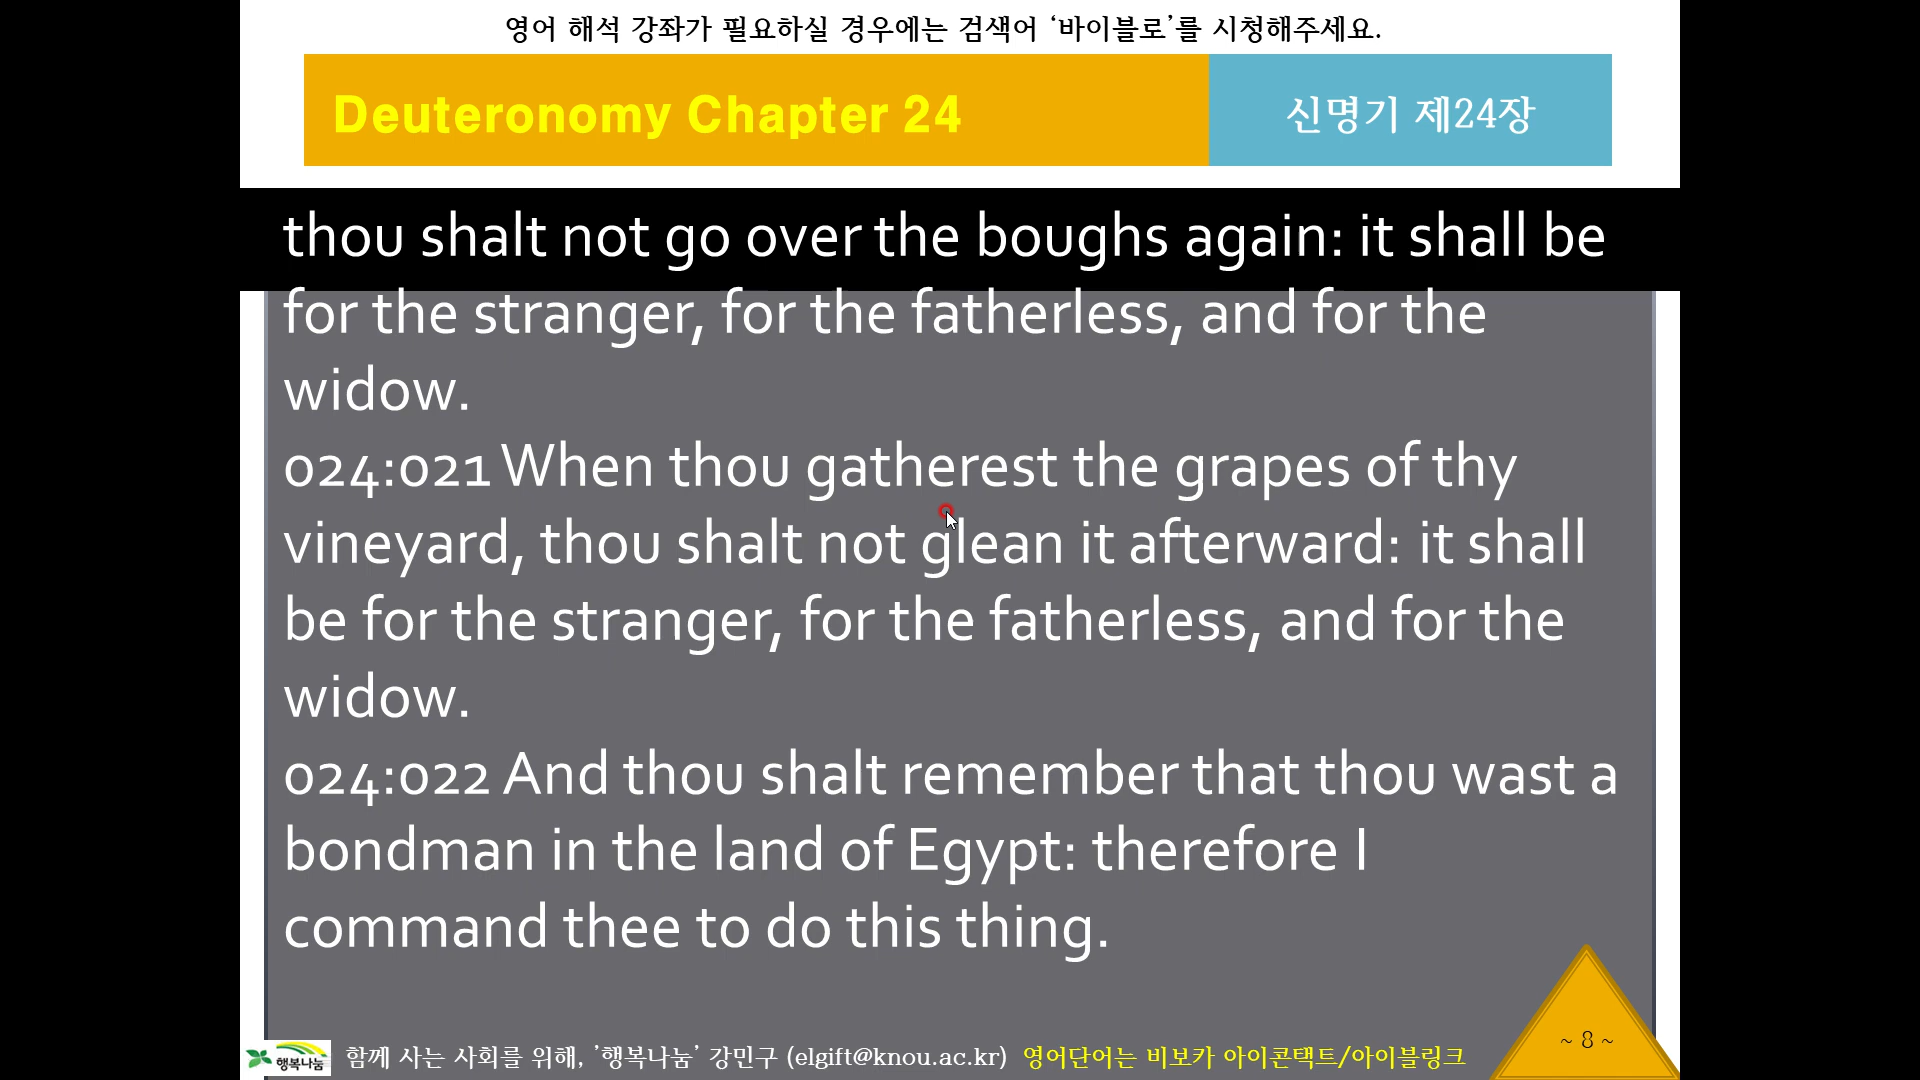 영어 해석 강좌가 필요하실 경우에는 검색어 ‘바이블로’를 시청해주세요.
Deuteronomy Chapter 24
신명기 제24장
thou shalt not go over the boughs again: it shall be
for the stranger, for the fatherless, and for the
widow.
024:021 When thou gatherest the grapes of thy
vineyard, thou shalt not glean it afterward: it shall
be for the stranger, for the fatherless, and for the
widow.
024:022 And thou shalt remember that thou wast a
bondman in the land of Egypt: therefore I
command thee to do this thing.
~ 8 ~
행복나눔 함께 사는 사회를 위해, ’행복나눔’ 강민구 (elgift@knou.ac.kr) 영어단어는 비보카 아이콘택트/아이블링크